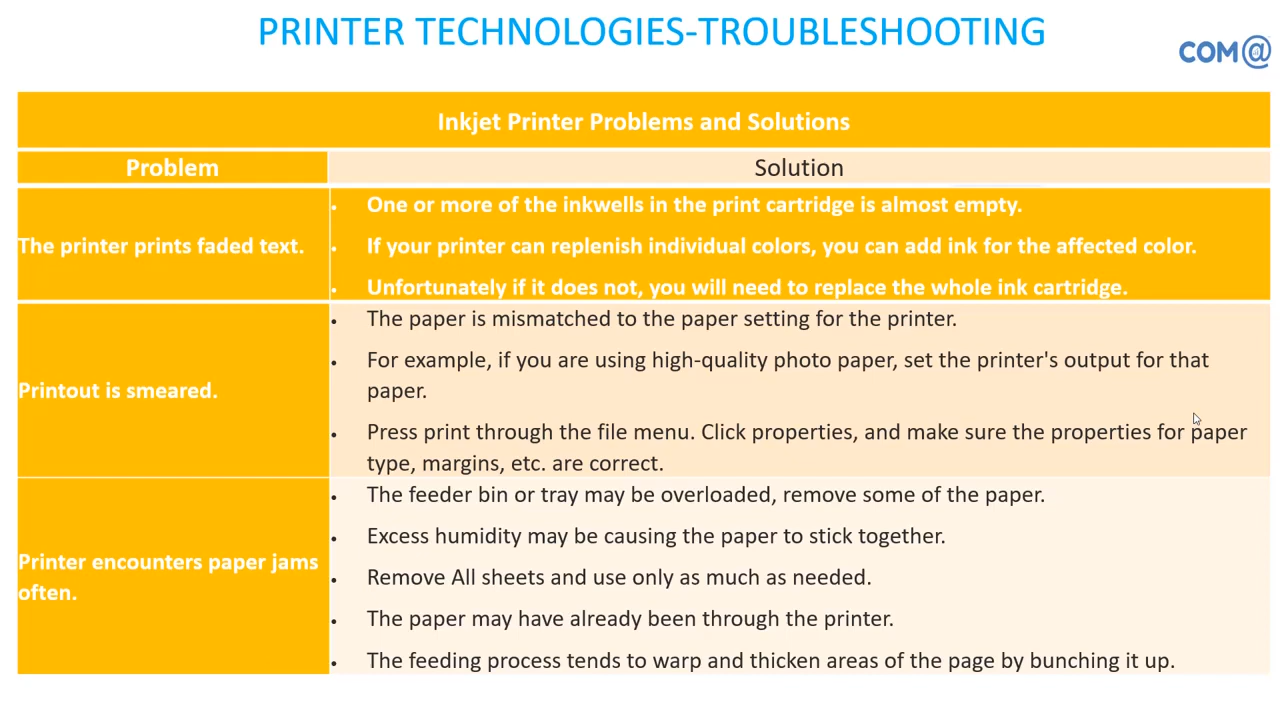 PRINTER TECHNOLOGIES-TROUBLESHOOTING
COM@
Inkjet Printer Problems and Solutions
Problem
Solution
The printer prints faded text.
• One or more of the inkwells in the print cartridge is almost empty.
• If your printer can replenish individual colors, you can add ink for the affected color.
• Unfortunately if it does not, you will need to replace the whole ink cartridge.
Printout is smeared.
• The paper is mismatched to the paper setting for the printer.
• For example, if you are using high-quality photo paper, set the printer's output for that
paper.
• Press print through the file menu. Click properties, and make sure the properties for paper
type, margins, etc. are correct.
Printer encounters paper jams
often.
• The feeder bin or tray may be overloaded, remove some of the paper.
• Excess humidity may be causing the paper to stick together.
• Remove All sheets and use only as much as needed.
• The paper may have already been through the printer.
• The feeding process tends to warp and thicken areas of the page by bunching it up.